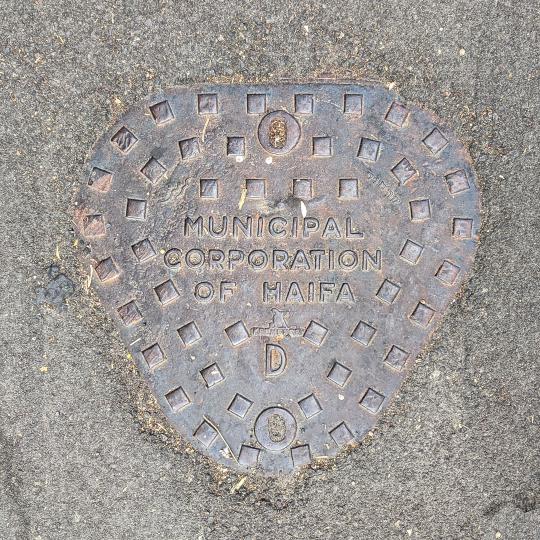 MUNICIPAL
CORPORATION
OF HAIFA
D